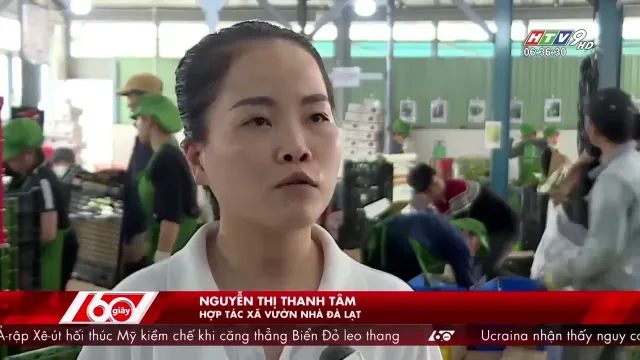 HTV9 HD
06:36:30
NGUYỄN THỊ THANH TÂM
HỢP TÁC XÃ VƯỜN NHÀ ĐÀ LẠT
60 giây
Ả-rập Xê-út hối thúc Mỹ kiềm chế khi căng thẳng Biển Đỏ leo thang
Ucraina nhận thấy nguy c